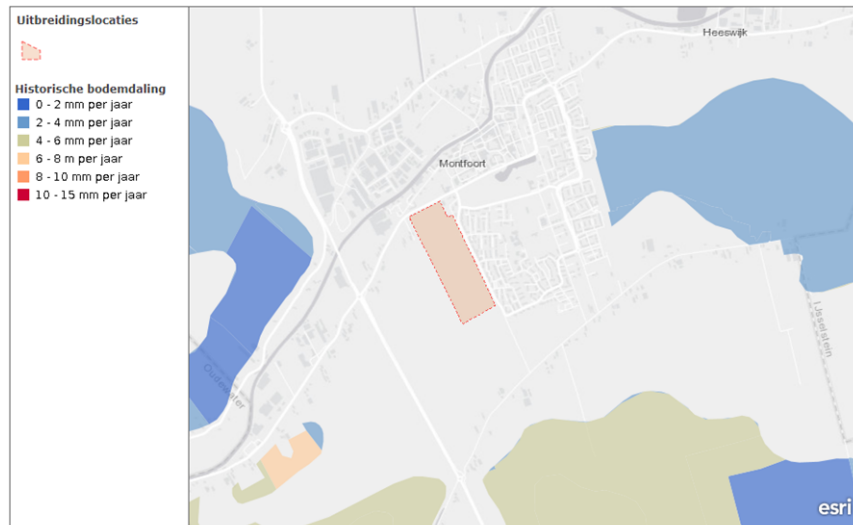 Uitbreidingslocaties
Historische bodemdaling
0 - 2 mm per jaar
2 - 4 mm per jaar
4 - 6 mm per jaar
6 - 8 m per jaar
8 - 10 mm per jaar
10 - 15 mm per jaar
Heeswijk
Montfoort
IJsselstein
Oudewater
esri